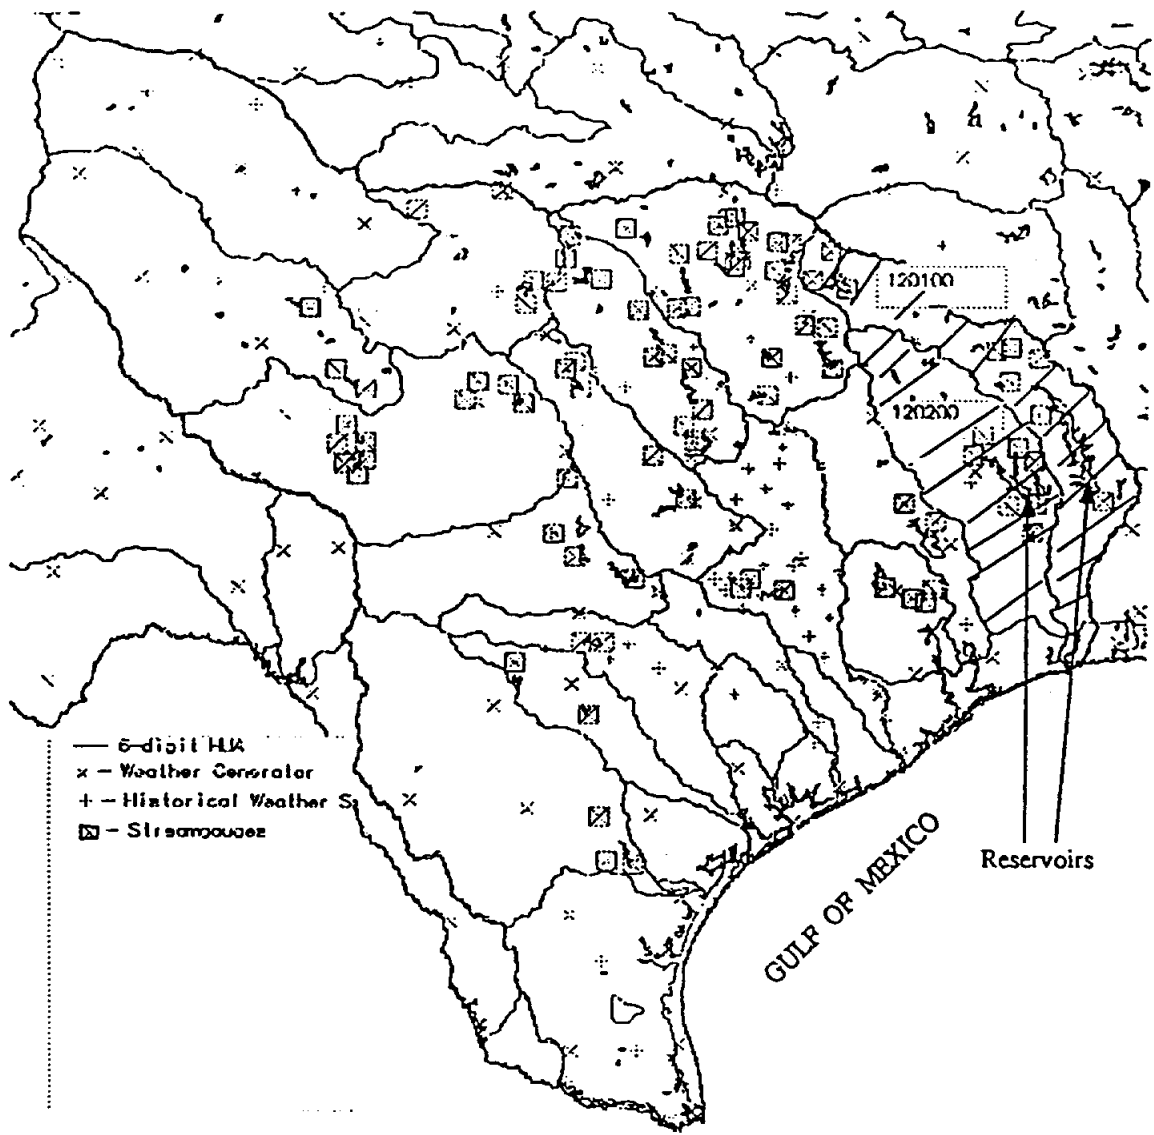 120100
120200
— 6-digit HUA
× – Weather Generator
+ – Historical Weather S
– Streamgauges
Reservoirs
GULF OF MEXICO